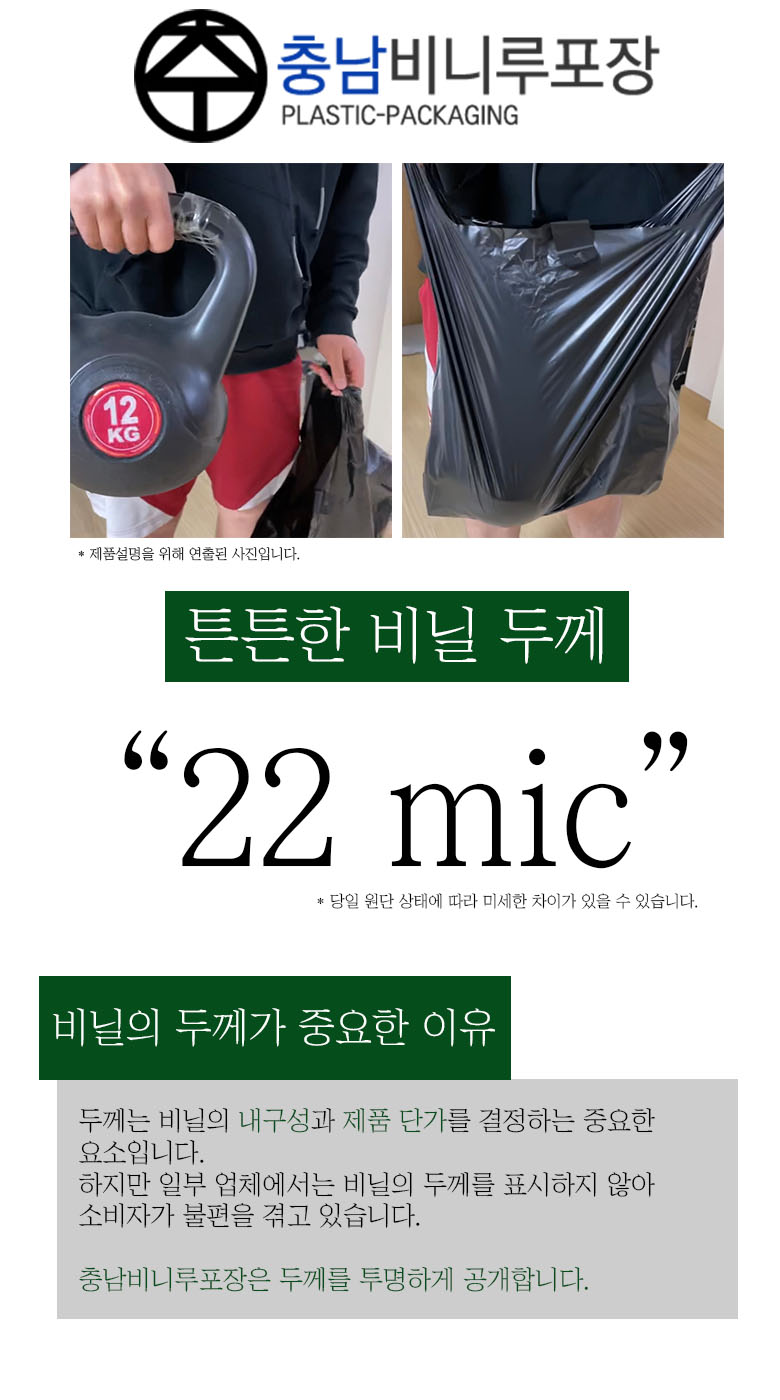 충남비니루포장
PLASTIC-PACKAGING
12
KG
* 제품설명을 위해 연출된 사진입니다.
튼튼한 비닐 두께
“22 mic”
* 당일 원단 상태에 따라 미세한 차이가 있을 수 있습니다.
비닐의 두께가 중요한 이유
두께는 비닐의 내구성과 제품 단가를 결정하는 중요한
요소입니다.
하지만 일부 업체에서는 비닐의 두께를 표시하지 않아
소비자가 불편을 겪고 있습니다.
충남비니루포장은 두께를 투명하게 공개합니다.